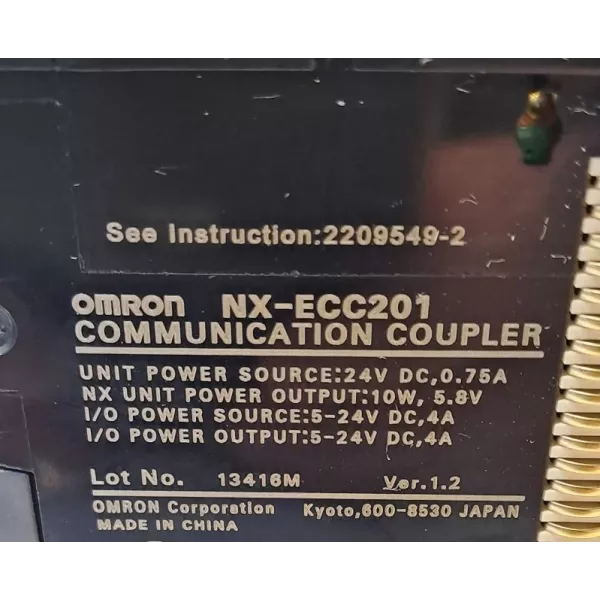 See Instruction:2209549-2
OMRON NX-ECC201
COMMUNICATION COUPLER
UNIT POWER SOURCE:24V DC,0.75A
NX UNIT POWER OUTPUT:10W, 5.8V
I/O POWER SOURCE:5-24V DC,4A
I/O POWER OUTPUT:5-24V DC,4A
Lot No. 13416M Ver.1.2
OMRON Corporation Kyoto,600-8530 JAPAN
MADE IN CHINA